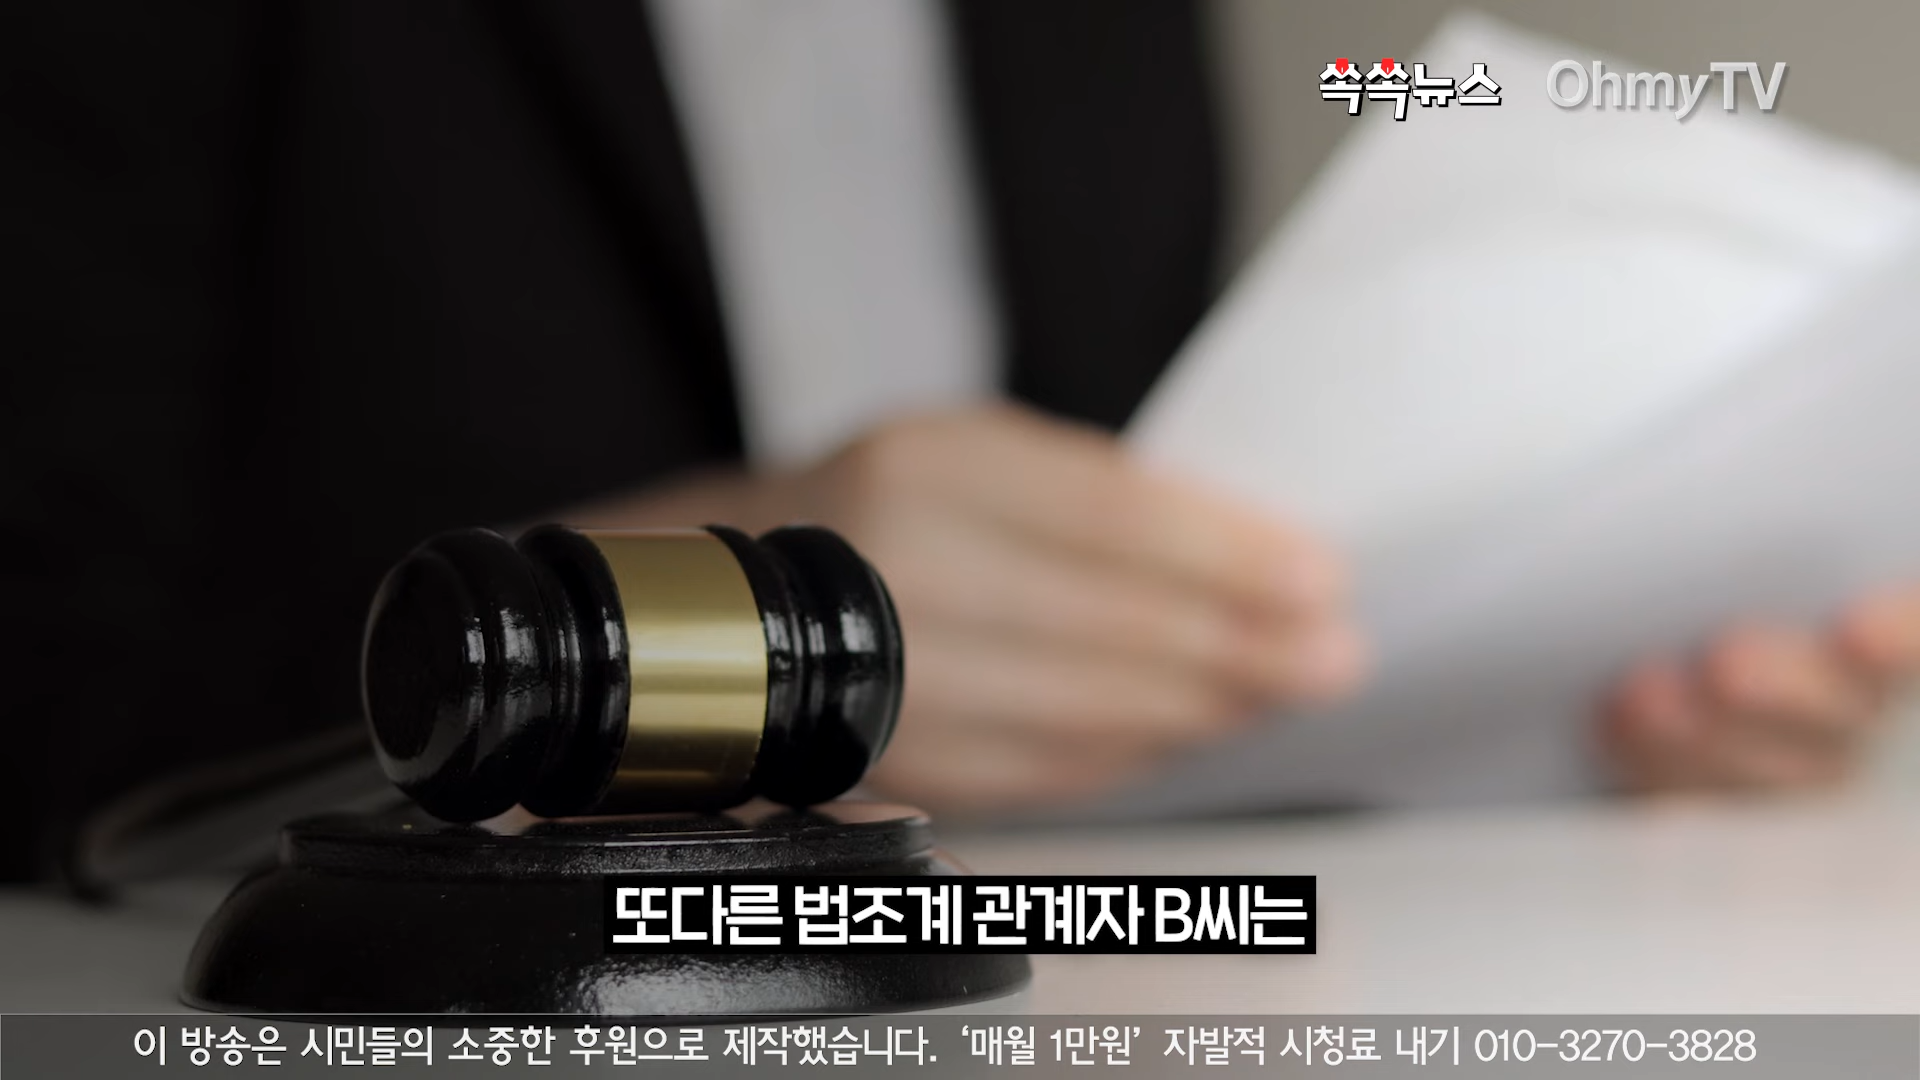 쏙쏙뉴스 OhmyTV
또다른 법조계 관계자 B씨는
이 방송은 시민들의 소중한 후원으로 제작했습니다. ‘매월 1만원’ 자발적 시청료 내기 010-3270-3828